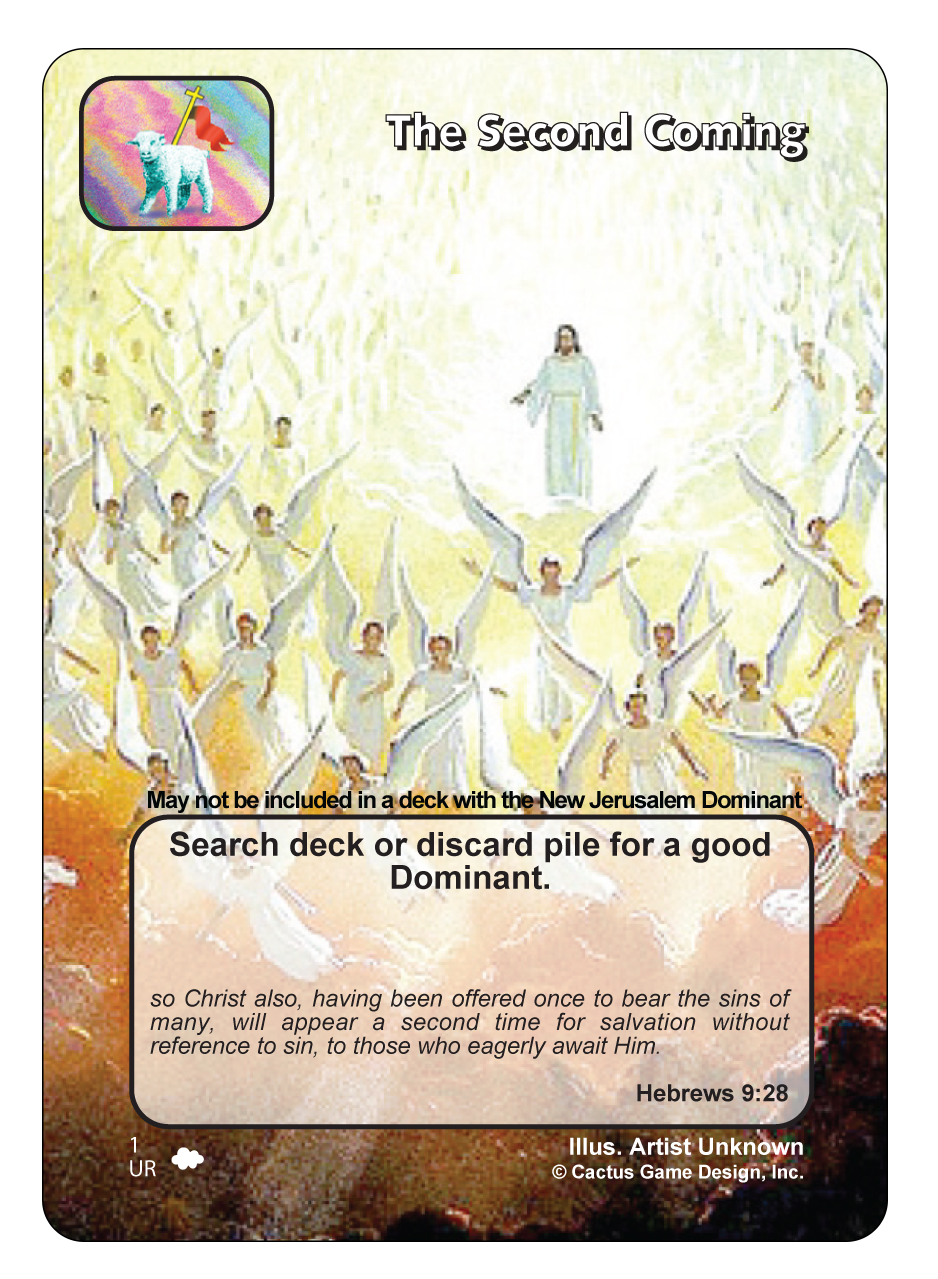 The Second Coming
May not be included in a deck with the New Jerusalem Dominant
Search deck or discard pile for a good
Dominant.
so Christ also, having been offered once to bear the sins of
many, will appear a second time for salvation without
reference to sin, to those who eagerly await Him.
Hebrews 9:28
1
UR
Illus. Artist Unknown
© Cactus Game Design, Inc.